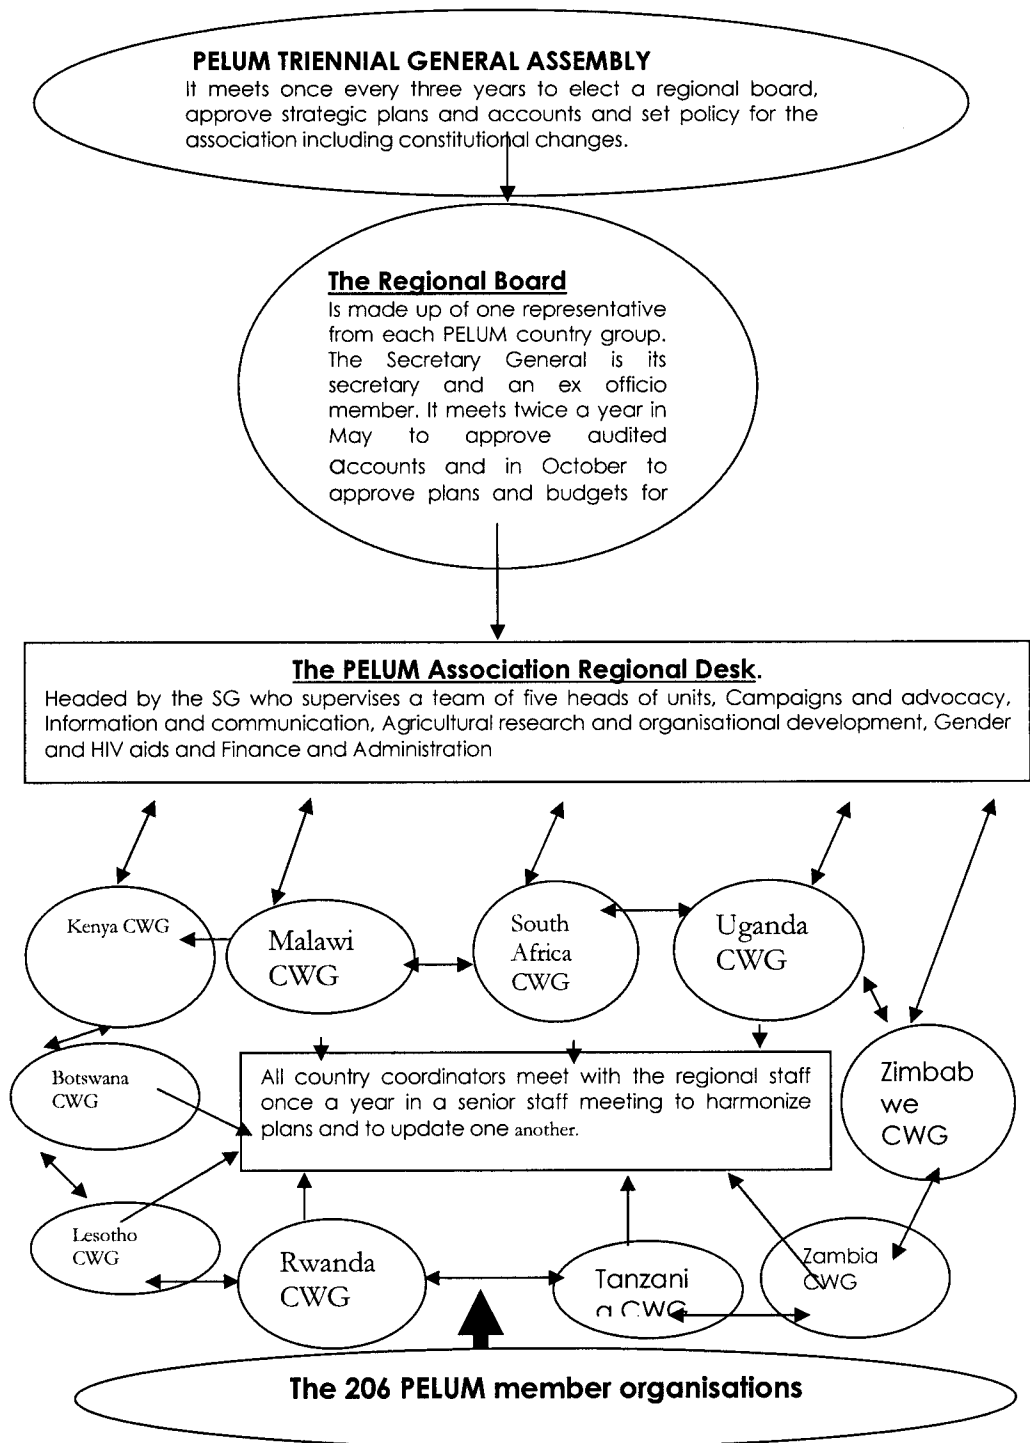 PELUM TRIENNIAL GENERAL ASSEMBLY
It meets once every three years to elect a regional board,
approve strategic plans and accounts and set policy for the
association including constitutional changes.
The Regional Board
Is made up of one representative
from each PELUM country group.
The Secretary General is its
secretary and an ex officio
member. It meets twice a year in
May to approve audited
accounts and in October to
approve plans and budgets for
The PELUM Association Regional Desk.
Headed by the SG who supervises a team of five heads of units, Campaigns and advocacy,
Information and communication, Agricultural research and organisational development, Gender
and HIV aids and Finance and Administration
Kenya CWG
Malawi
CWG
South
Africa
CWG
Uganda
CWG
Botswana
CWG
All country coordinators meet with the regional staff
once a year in a senior staff meeting to harmonize
plans and to update one another.
Zimbab
we
CWG
Lesotho
CWG
Rwanda
CWG
Tanzani
a CWG
Zambia
CWG
The 206 PELUM member organisations